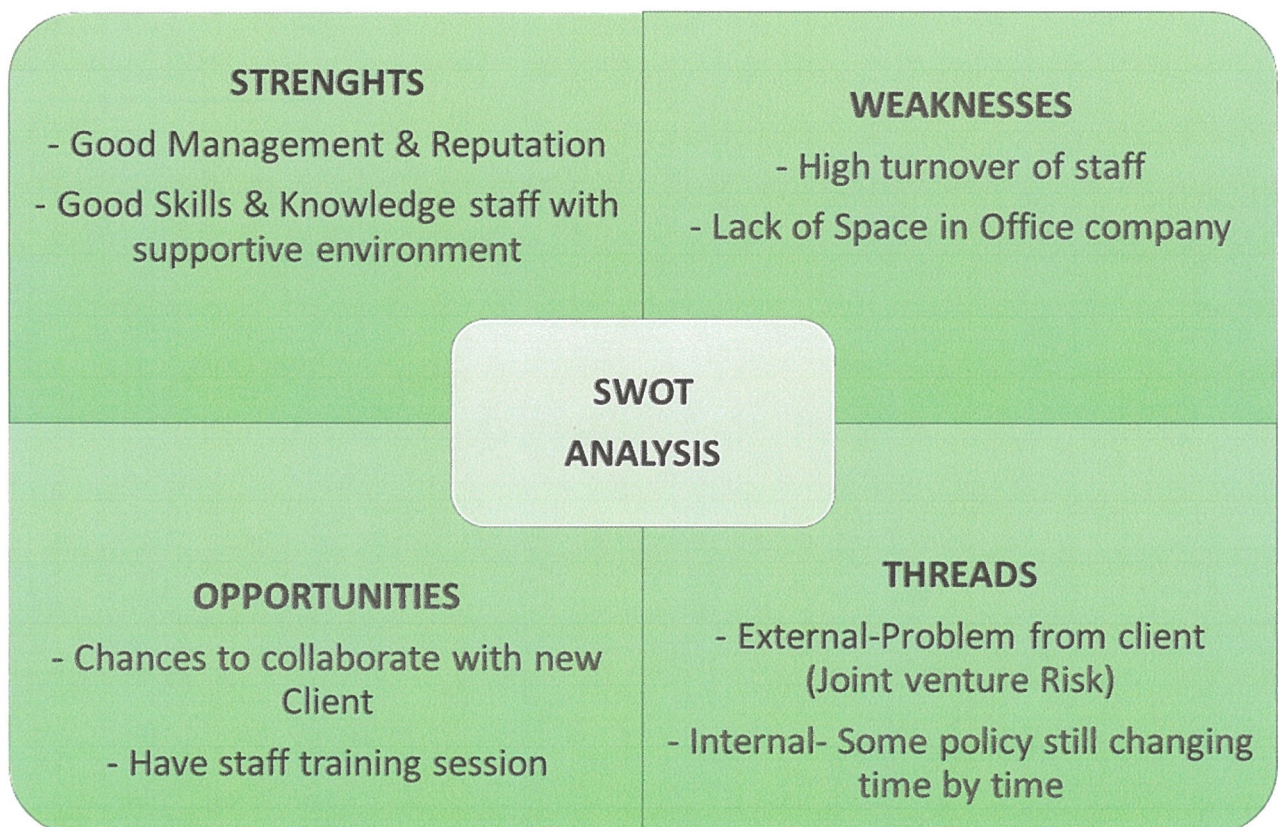 STRENGHTS
- Good Management & Reputation
- Good Skills & Knowledge staff with
supportive environment
WEAKNESSES
- High turnover of staff
- Lack of Space in Office company
SWOT
ANALYSIS
OPPORTUNITIES
- Chances to collaborate with new
Client
- Have staff training session
THREADS
- External-Problem from client
(Joint venture Risk)
- Internal- Some policy still changing
time by time